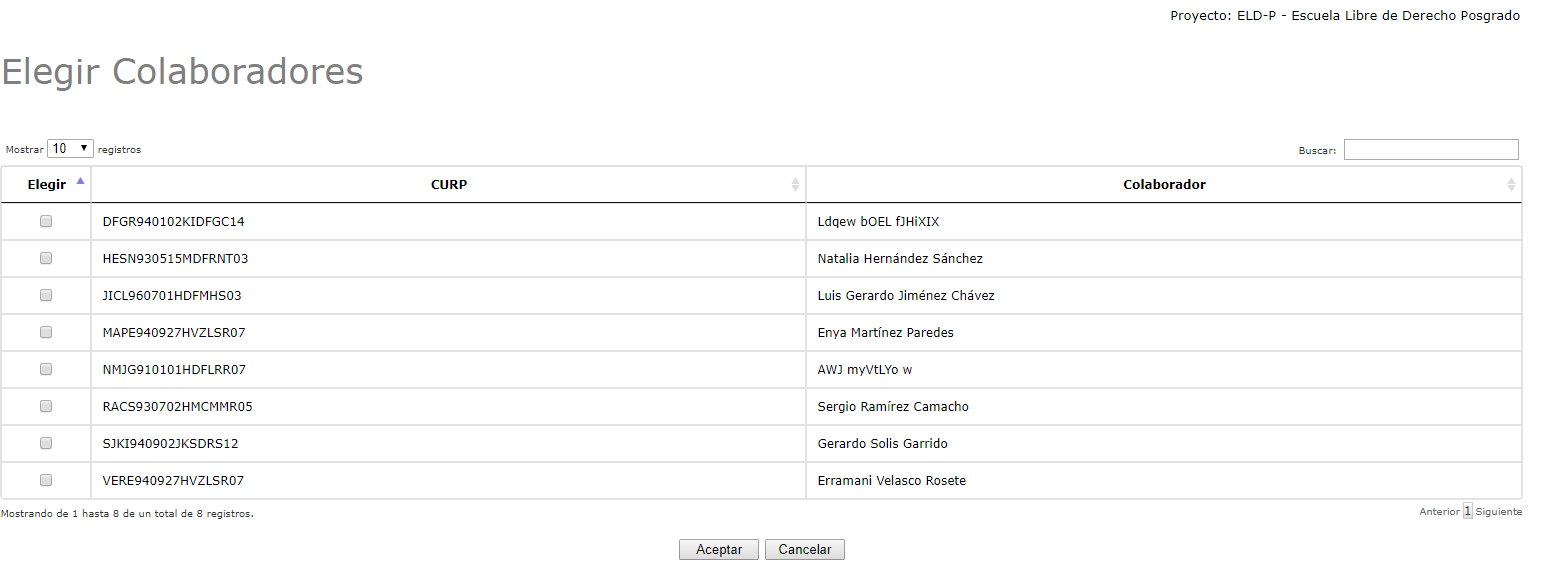 Proyecto: ELD-P - Escuela Libre de Derecho Posgrado
Elegir Colaboradores
Mostrar 10 registros Buscar:
Elegir CURP Colaborador
DFGR940102KIDFGC14 Ldqew bOEL fJHiXIX
HESN930515MDFRNT03 Natalia Hernández Sánchez
JICL960701HDFMHS03 Luis Gerardo Jiménez Chávez
MAPE940927HVZLSR07 Enya Martínez Paredes
NMJG910101HDFLRR07 AWJ myVtLYo w
RACS930702HMCMMR05 Sergio Ramírez Camacho
SJKI940902JKSDRS12 Gerardo Solis Garrido
VERE940927HVZLSR07 Erramani Velasco Rosete
Mostrando de 1 hasta 8 de un total de 8 registros. Anterior 1 Siguiente
Aceptar Cancelar